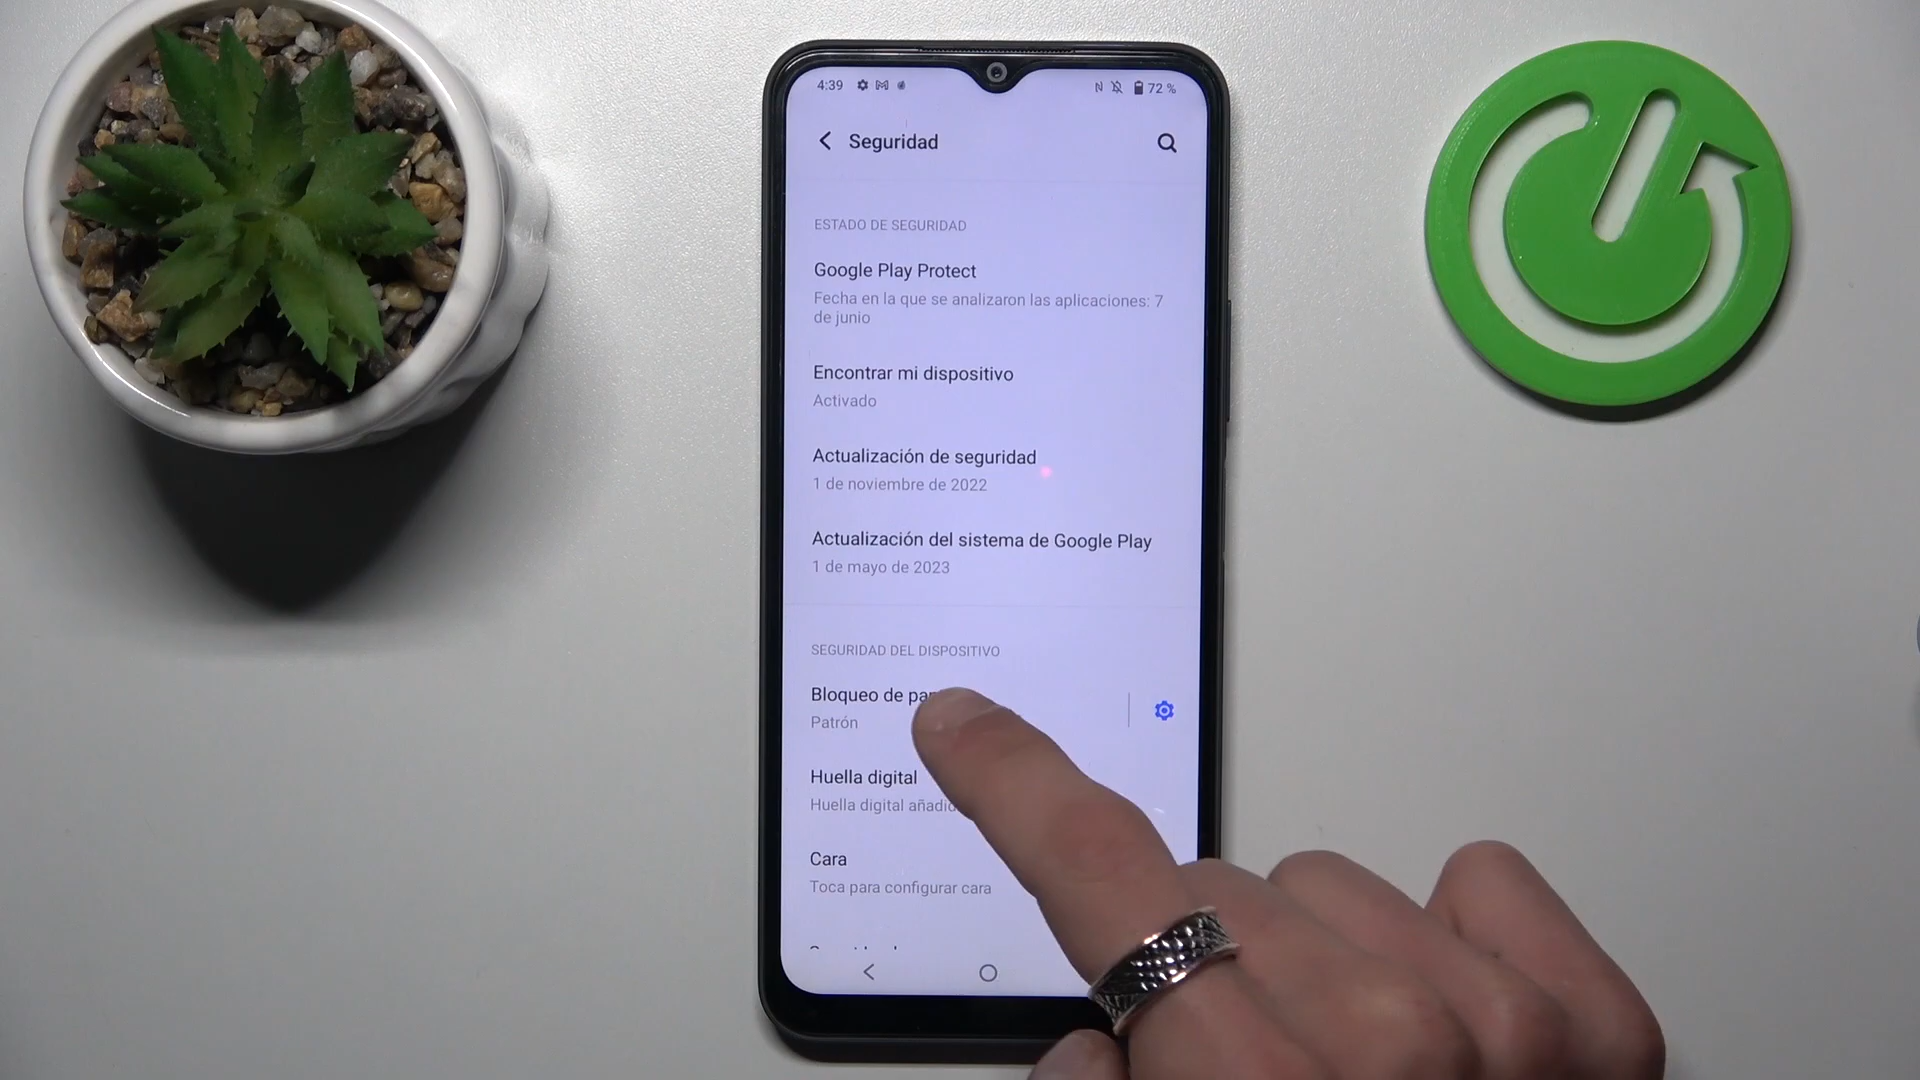 4:39
72 %
Seguridad
ESTADO DE SEGURIDAD
Google Play Protect
Fecha en la que se analizaron las aplicaciones: 7
de junio
Encontrar mi dispositivo
Activado
Actualización de seguridad
1 de noviembre de 2022
Actualización del sistema de Google Play
1 de mayo de 2023
SEGURIDAD DEL DISPOSITIVO
Bloqueo de
Patrón
Huella digital
Huella digital
Cara
Toca para configurar cara